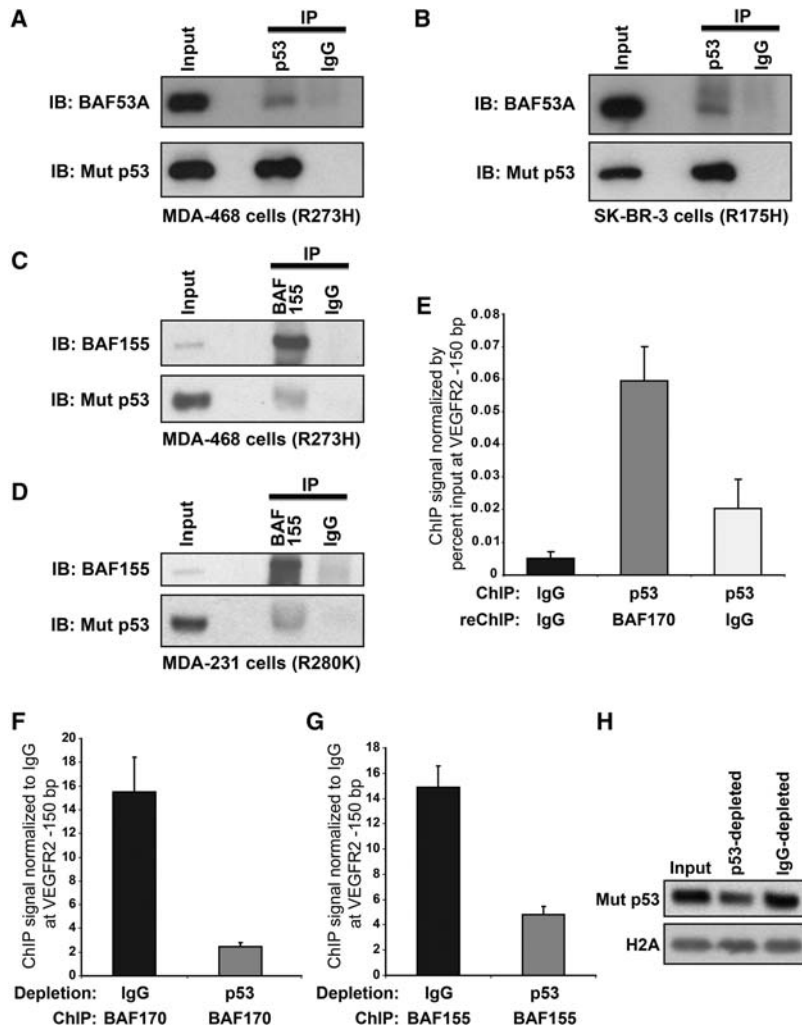 A
IP
Input
p53
IgG
IB: BAF53A
IB: Mut p53
MDA-468 cells (R273H)
B
IP
Input
p53
IgG
IB: BAF53A
IB: Mut p53
SK-BR-3 cells (R175H)
C
IP
Input
BAF
155
IgG
IB: BAF155
IB: Mut p53
MDA-468 cells (R273H)
D
IP
Input
BAF
155
IgG
IB: BAF155
IB: Mut p53
MDA-231 cells (R280K)
E
ChIP signal normalized by
percent input at VEGFR2 -150 bp
0.08
0.07
0.06
0.05
0.04
0.03
0.02
0.01
0
ChIP: IgG p53 p53
reChIP: IgG BAF170 IgG
F
ChIP signal normalized to IgG
at VEGFR2 -150 bp
20
18
16
14
12
10
8
6
4
2
0
Depletion: IgG p53
ChIP: BAF170 BAF170
G
ChIP signal normalized to IgG
at VEGFR2 -150 bp
18
16
14
12
10
8
6
4
2
0
Depletion: IgG p53
ChIP: BAF155 BAF155
H
Input
p53-depleted
IgG-depleted
Mut p53
H2A